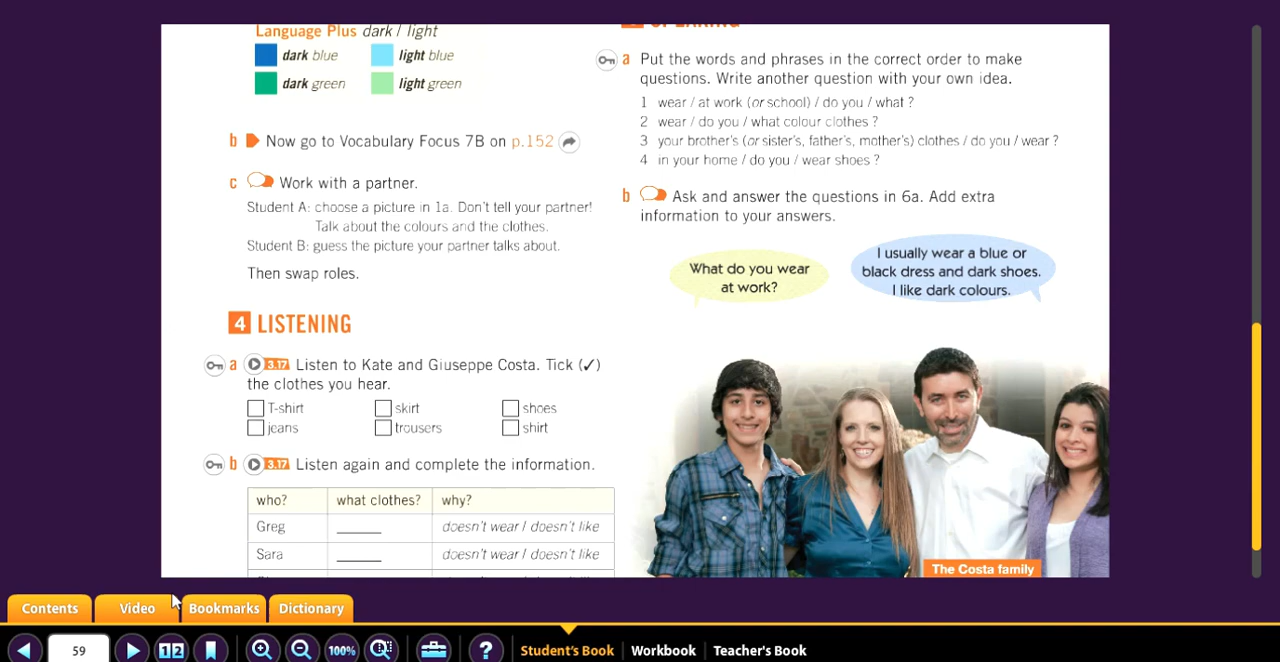 Language Plus dark / light
dark blue
light blue
dark green
light green
b Now go to Vocabulary Focus 7B on p.152
c Work with a partner.
Student A: choose a picture in 1a. Don't tell your partner!
Talk about the colours and the clothes.
Student B: guess the picture your partner talks about.
Then swap roles.
4 LISTENING
a 3.17 Listen to Kate and Giuseppe Costa. Tick (✓)
the clothes you hear.
T-shirt
skirt
shoes
jeans
trousers
shirt
b 3.17 Listen again and complete the information.
who?
what clothes?
why?
Greg
doesn't wear / doesn't like
Sara
doesn't wear / doesn't like
SPEAKING
a Put the words and phrases in the correct order to make
questions. Write another question with your own idea.
1 wear / at work (or school) / do you / what ?
2 wear / do you / what colour clothes ?
3 your brother's (or sister's, father's, mother's) clothes / do you / wear ?
4 in your home / do you / wear shoes ?
b Ask and answer the questions in 6a. Add extra
information to your answers.
What do you wear
at work?
I usually wear a blue or
black dress and dark shoes.
I like dark colours.
The Costa family
Contents
Video
Bookmarks
Dictionary
59
1 2
100%
?
Student's Book
Workbook
Teacher's Book